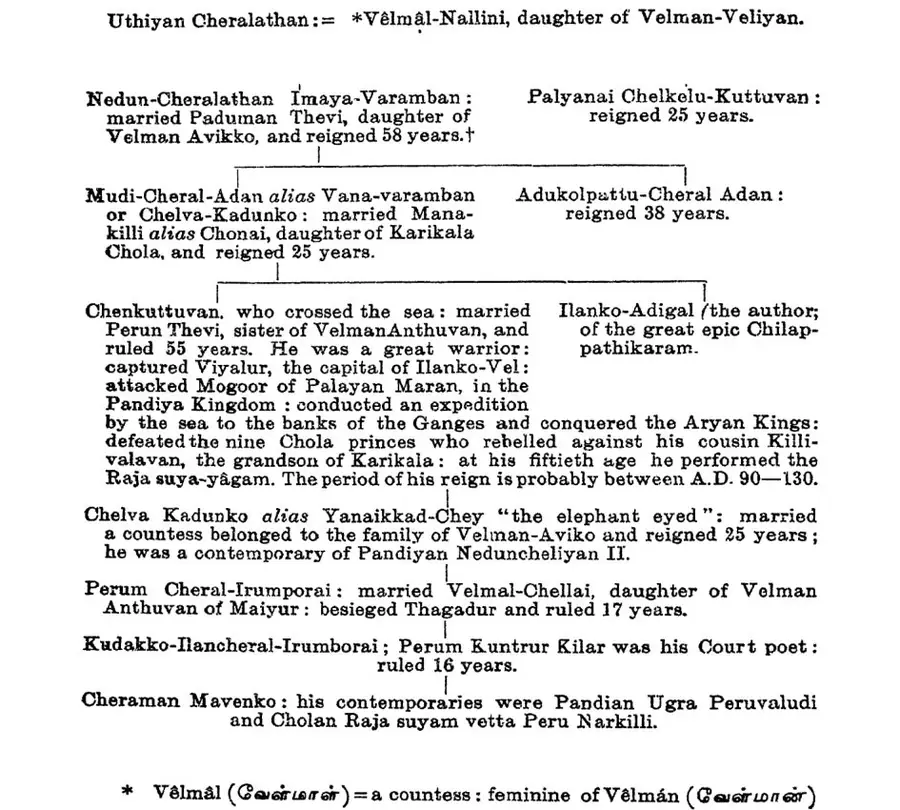 Uthiyan Cheralathan := *Vêlmâl-Nallini, daughter of Velman-Veliyan.
Nedun-Cheralathan Imaya-Varamban :
married Paduman Thevi, daughter of
Velman Avikko, and reigned 58 years.†
Palyanai Chelkelu-Kuttuvan :
reigned 25 years.
Mudi-Cheral-Adan alias Vana-varamban
or Chelva-Kadunko : married Mana-
killi alias Chonai, daughter of Karikala
Chola, and reigned 25 years.
Adukolpattu-Cheral Adan :
reigned 38 years.
Chenkuttuvan. who crossed the sea : married
Perun Thevi, sister of VelmanAnthuvan, and
ruled 55 years. He was a great warrior :
captured Viyalur, the capital of Ilanko-Vel :
attacked Mogoor of Palayan Maran, in the
Pandiya Kingdom : conducted an expedition
Ilanko-Adigal (the author;
of the great epic Chilap-
pathikaram.
by the sea to the banks of the Ganges and conquered the Aryan Kings:
defeated the nine Chola princes who rebelled against his cousin Killi-
valavan, the grandson of Karikala : at his fiftieth age he performed the
Raja suya-yâgam. The period of his reign is probably between A.D. 90—130.
Chelva Kadunko alias Yanaikkad-Chey "the elephant eyed": married
a countess belonged to the family of Velman-Aviko and reigned 25 years ;
he was a contemporary of Pandiyan Neduncheliyan II.
Perum Cheral-Irumporai : married Velmal-Chellai, daughter of Velman
Anthuvan of Maiyur : besieged Thagadur and ruled 17 years.
Kudakko-Ilancheral-Irumborai ; Perum Kuntrur Kilar was his Court poet :
ruled 16 years.
Cheraman Mavenko : his contemporaries were Pandian Ugra Peruvaludi
and Cholan Raja suyam vetta Peru Narkilli.
* Vêlmâl (வேண்மாள்) = a countess : feminine of Vêlmán (வேண்மான்)